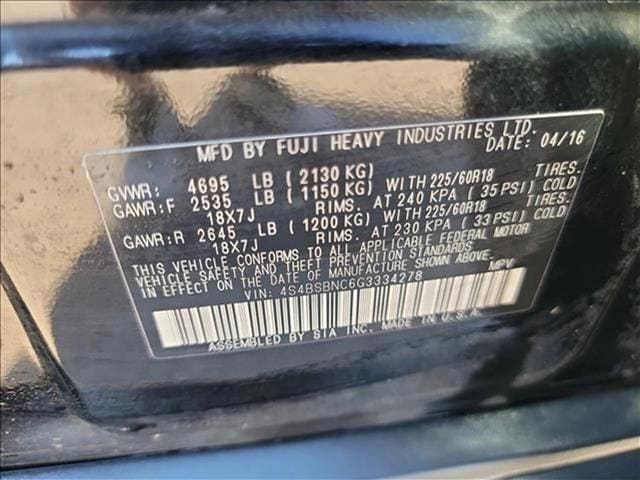 MFD BY FUJI HEAVY INDUSTRIES LTD.
DATE: 04/16
GVWR: 4695 LB (2130 KG)
GAWR:F 2535 LB (1150 KG) WITH 225/60R18 TIRES.
18X7J RIMS. AT 240 KPA (35 PSI) COLD
GAWR:R 2645 LB (1200 KG) WITH 225/60R18 TIRES.
18X7J RIMS. AT 230 KPA (33 PSI) COLD
THIS VEHICLE CONFORMS TO ALL APPLICABLE FEDERAL MOTOR
VEHICLE SAFETY, BUMPER AND THEFT PREVENTION STANDARDS
IN EFFECT ON THE DATE OF MANUFACTURE SHOWN ABOVE.
VIN: 4S4BSBNC6G3334278 MPV
ASSEMBLED BY SIA INC. MADE IN U.S.A.